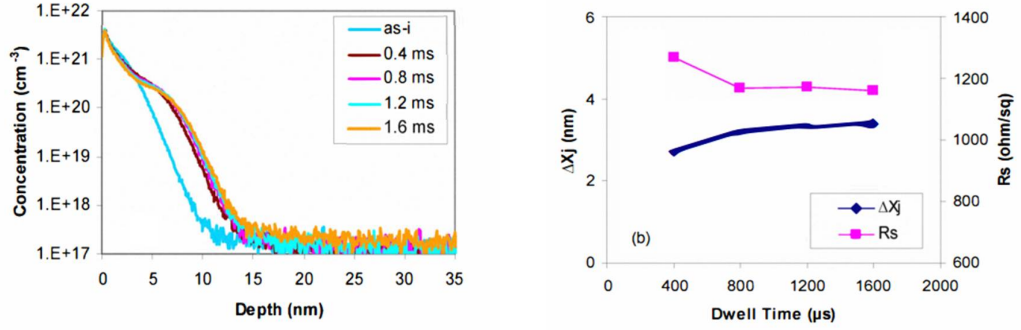 1.E+22
1.E+21
1.E+20
1.E+19
1.E+18
1.E+17
Concentration (cm⁻³)
0 5 10 15 20 25 30 35
Depth (nm)
as-i
0.4 ms
0.8 ms
1.2 ms
1.6 ms
6
4
2
0
ΔXj (nm)
1400
1200
1000
800
600
Rs (ohm/sq)
0 400 800 1200 1600 2000
Dwell Time (µs)
(b)
ΔXj
Rs